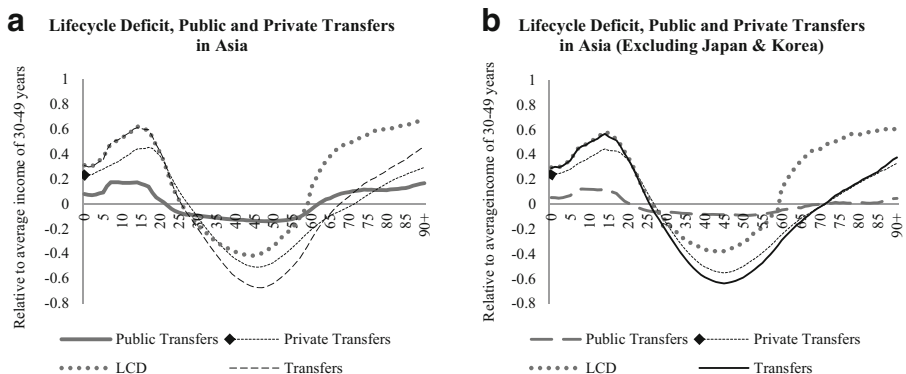 a
Lifecycle Deficit, Public and Private Transfers
in Asia
Relative to average income of 30-49 years
1
0.8
0.6
0.4
0.2
0
-0.2
-0.4
-0.6
-0.8
0 5 10 15 20 25 30 35 40 45 50 55 60 65 70 75 80 85 90+
Public Transfers Private Transfers
LCD Transfers
b
Lifecycle Deficit, Public and Private Transfers
in Asia (Excluding Japan & Korea)
Relative to averageincome of 30-49 years
1
0.8
0.6
0.4
0.2
0
-0.2
-0.4
-0.6
-0.8
0 5 10 15 20 25 30 35 40 45 50 55 60 65 70 75 80 85 90+
Public Transfers Private Transfers
LCD Transfers